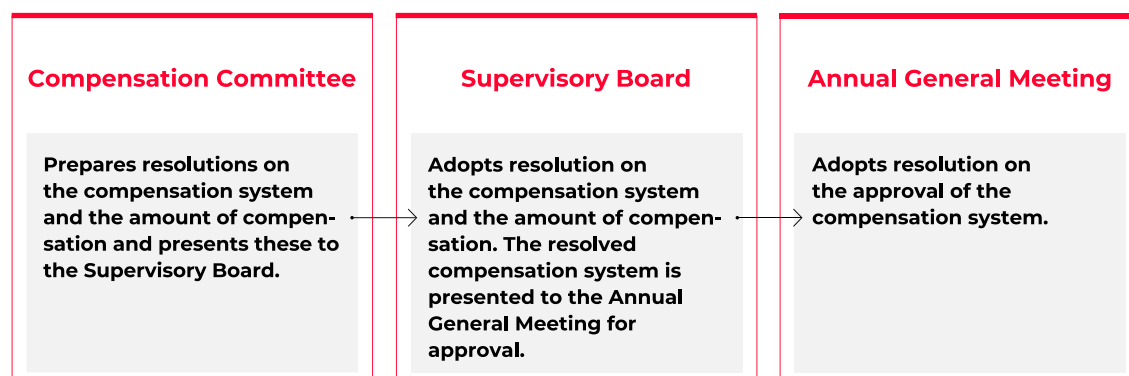 Compensation Committee
Prepares resolutions on
the compensation system
and the amount of compen-
sation and presents these to
the Supervisory Board.
Supervisory Board
Adopts resolution on
the compensation system
and the amount of compen-
sation. The resolved
compensation system is
presented to the Annual
General Meeting for
approval.
Annual General Meeting
Adopts resolution on
the approval of the
compensation system.